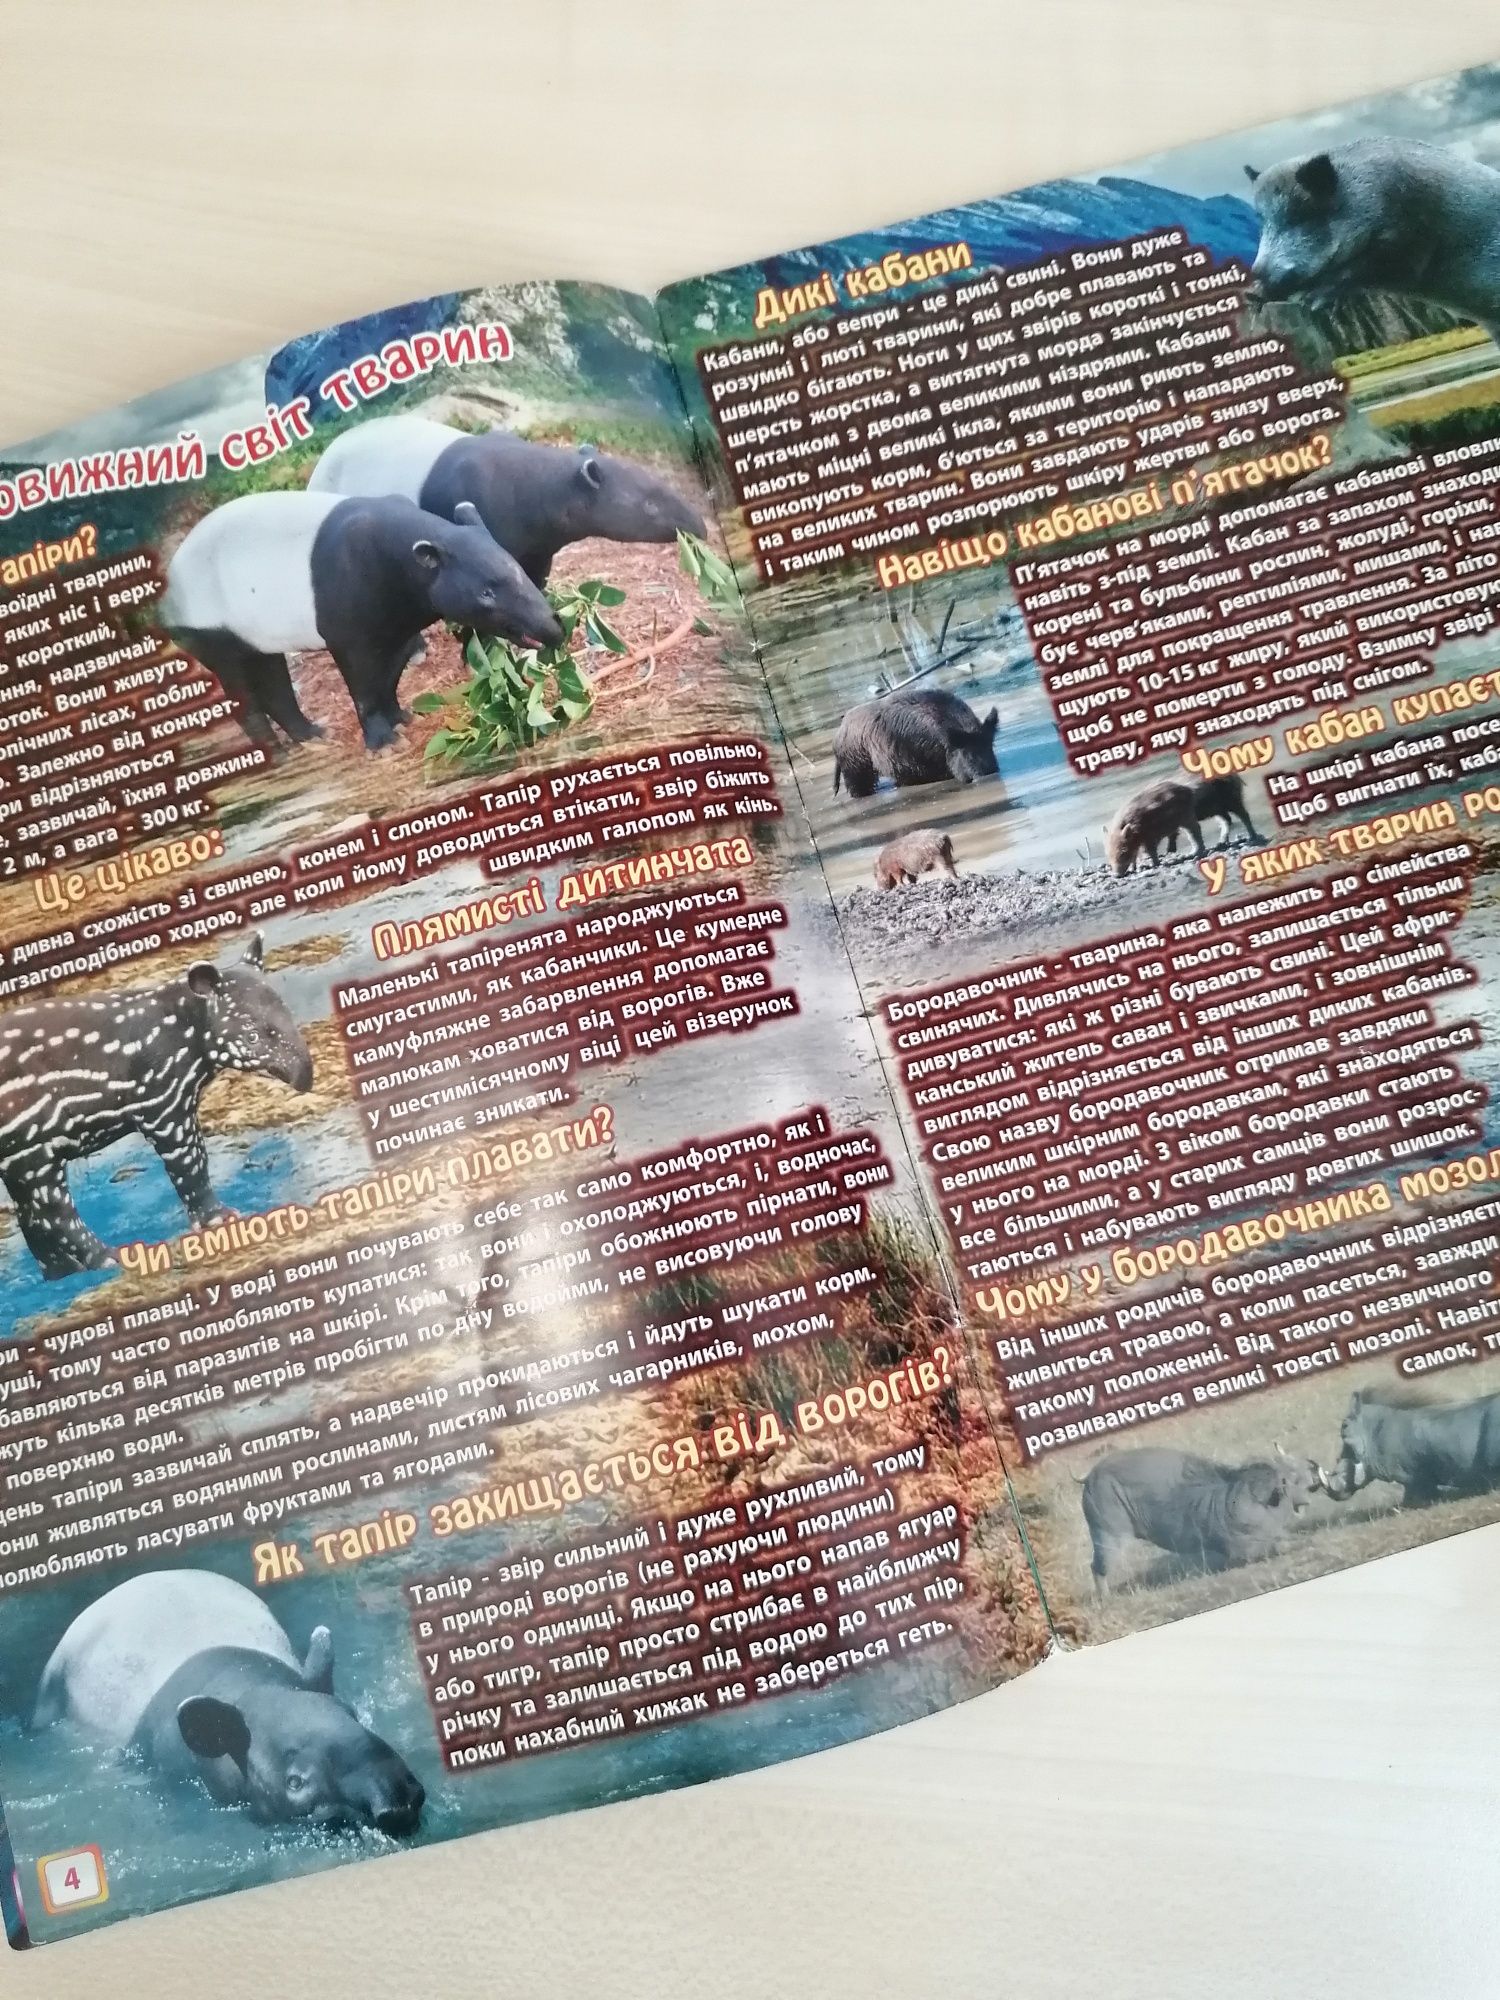 овижний світ тварин
апіри?
воїдні тварини,
яких ніс і верх-
ь короткий,
ння, надзвичай-
оток. Вони живуть
опічних лісах, побли-
о. Залежно від конкрет-
ри відрізняються
е, зазвичай, їхня довжина
2 м, а вага - 300 кг.
Це цікаво:
в дивна схожість зі свинею, конем і слоном. Тапір рухається повільно,
игзагоподібною ходою, але коли йому доводиться втікати, звір біжить
швидким галопом як кінь.
Плямисті дитинчата
Маленькі тапіренята народжуються
смугастими, як кабанчики. Це кумедне
камуфляжне забарвлення допомагає
малюкам ховатися від ворогів. Вже
у шестимісячному віці цей візерунок
починає зникати.
Чи вміють тапіри плавати?
ри - чудові плавці. У воді вони почувають себе так само комфортно, як і
уші, тому часто полюбляють купатися: так вони і охолоджуються, і, водночас,
бавляються від паразитів на шкірі. Крім того, тапіри обожнюють пірнати, вони
жуть кілька десятків метрів пробігти по дну водойми, не висовуючи голову
поверхню води.
день тапіри зазвичай сплять, а надвечір прокидаються і йдуть шукати корм.
они живляться водяними рослинами, листям лісових чагарників, мохом,
полюбляють ласувати фруктами та ягодами.
Як тапір захищається від ворогів?
Тапір - звір сильний і дуже рухливий, тому
в природі ворогів (не рахуючи людини)
у нього одиниці. Якщо на нього напав ягуар
або тигр, тапір просто стрибає в найближчу
річку та залишається під водою до тих пір,
поки нахабний хижак не забереться геть.
4
Дикі кабани
Кабани, або вепри - це дикі свині. Вони дуже
розумні і люті тварини, які добре плавають та
швидко бігають. Ноги у цих звірів короткі і тонкі,
шерсть жорстка, а витягнута морда закінчується
п'ятачком з двома великими ніздрями. Кабани
мають міцні великі ікла, якими вони риють землю,
викопують корм, б'ються за територію і нападають
на великих тварин. Вони завдають ударів знизу вверх,
і таким чином розпорюють шкіру жертви або ворога.
Навіщо кабанові п'ятачок?
П'ятачок на морді допомагає кабанові вловл
навіть з-під землі. Кабан за запахом знаход
корені та бульбини рослин, жолуді, горіхи,
бує черв'яками, рептиліями, мишами, і нав
землі для покращення травлення. За літо
щують 10-15 кг жиру, який використовук
щоб не померти з голоду. Взимку звірі
траву, яку знаходять під снігом.
Чому кабан купаєт
На шкірі кабана посе
Щоб вигнати їх, каб
У яких тварин ро
Бородавочник - тварина, яка належить до сімейства
свинячих. Дивлячись на нього, залишається тільки
дивуватися: які ж різні бувають свині. Цей афри-
канський житель саван і звичками, і зовнішнім
виглядом відрізняється від інших диких кабанів.
Свою назву бородавочник отримав завдяки
великим шкірним бородавкам, які знаходяться
у нього на морді. З віком бородавки стають
все більшими, а у старих самців вони розрос-
таються і набувають вигляду довгих шишок.
Чому у бородавочника мозол
Від інших родичів бородавочник відрізняєт
живиться травою, а коли пасеться, завжди
такому положенні. Від такого незвичного
розвиваються великі товсті мозолі. Навіт
самок, т